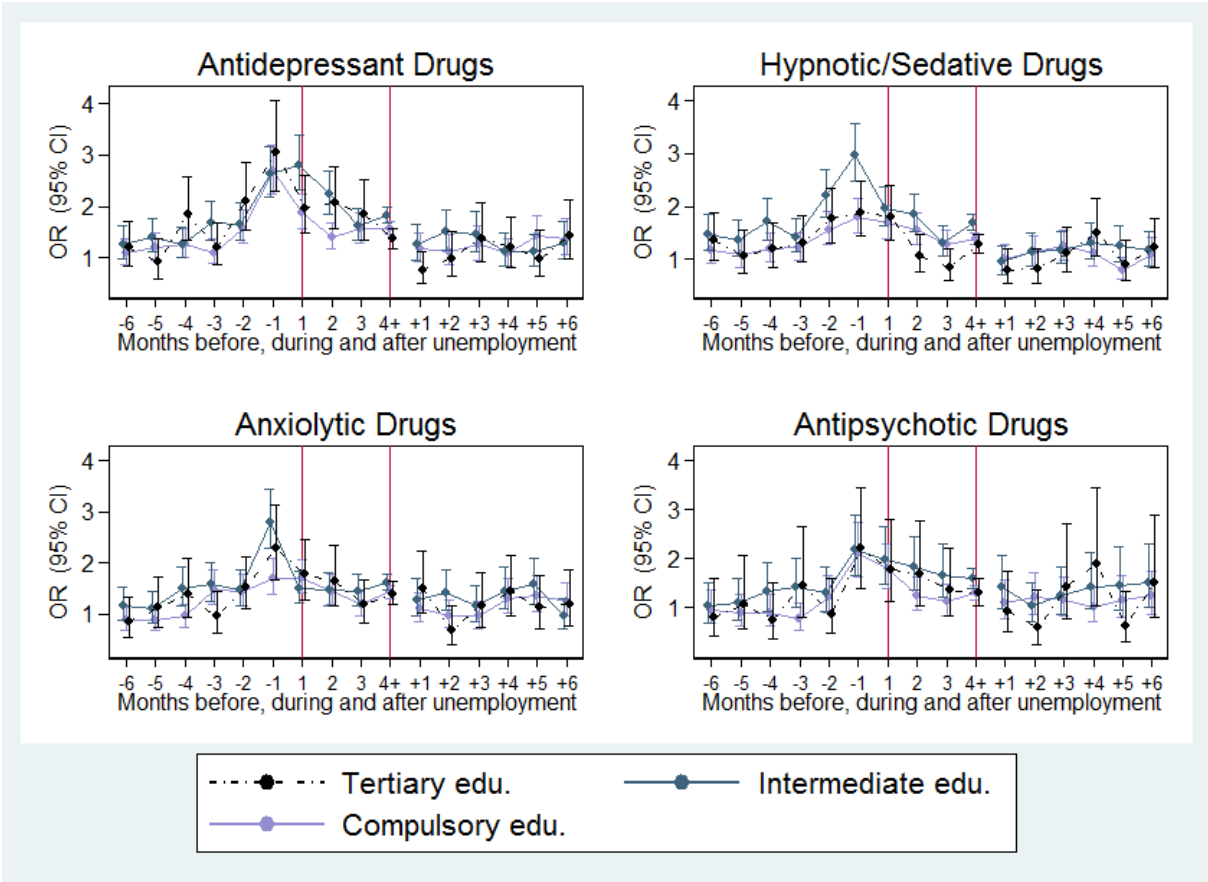 Antidepressant Drugs
4
3
2
1
OR (95% CI)
-6 -5 -4 -3 -2 -1 1 2 3 4+ +1 +2 +3 +4 +5 +6
Months before, during and after unemployment
Hypnotic/Sedative Drugs
4
3
2
1
OR (95% CI)
-6 -5 -4 -3 -2 -1 1 2 3 4+ +1 +2 +3 +4 +5 +6
Months before, during and after unemployment
Anxiolytic Drugs
4
3
2
1
OR (95% CI)
-6 -5 -4 -3 -2 -1 1 2 3 4+ +1 +2 +3 +4 +5 +6
Months before, during and after unemployment
Antipsychotic Drugs
4
3
2
1
OR (95% CI)
-6 -5 -4 -3 -2 -1 1 2 3 4+ +1 +2 +3 +4 +5 +6
Months before, during and after unemployment
Tertiary edu.
Intermediate edu.
Compulsory edu.